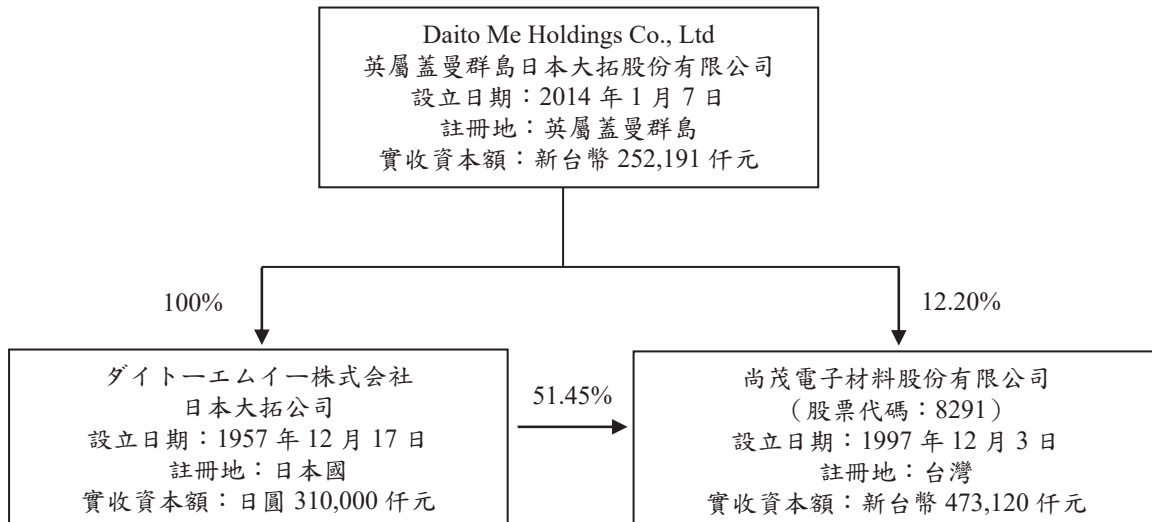 Daito Me Holdings Co., Ltd
英屬蓋曼群島日本大拓股份有限公司
設立日期：2014 年 1 月 7 日
註冊地：英屬蓋曼群島
實收資本額：新台幣 252,191 仟元
100%
12.20%
ダイトーエムイー株式会社
日本大拓公司
設立日期：1957 年 12 月 17 日
註冊地：日本國
實收資本額：日圓 310,000 仟元
51.45%
尚茂電子材料股份有限公司
（股票代碼：8291）
設立日期：1997 年 12 月 3 日
註冊地：台灣
實收資本額：新台幣 473,120 仟元